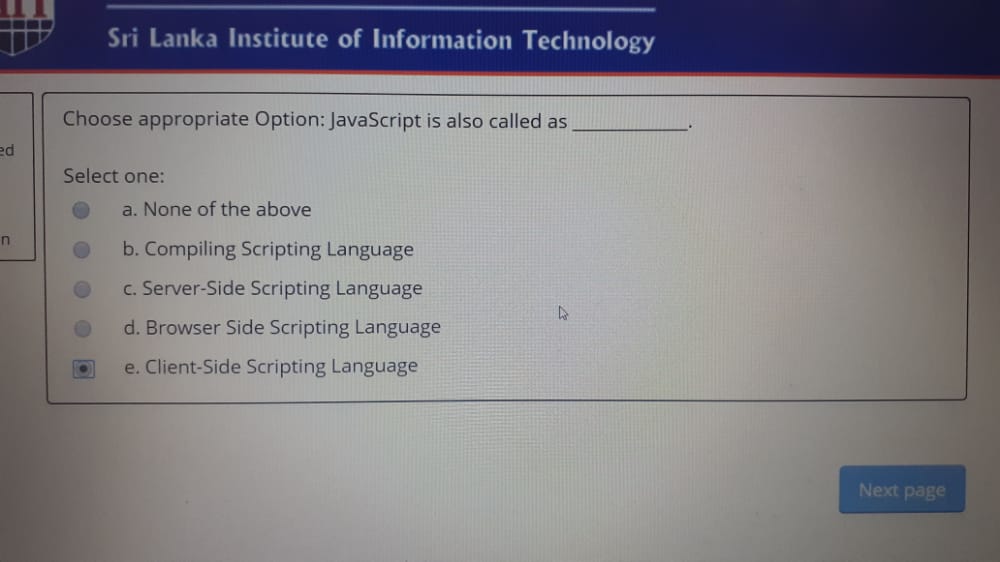 Sri Lanka Institute of Information Technology
ed
n
Choose appropriate Option: JavaScript is also called as ____________.
Select one:
a. None of the above
b. Compiling Scripting Language
c. Server-Side Scripting Language
d. Browser Side Scripting Language
e. Client-Side Scripting Language
Next page